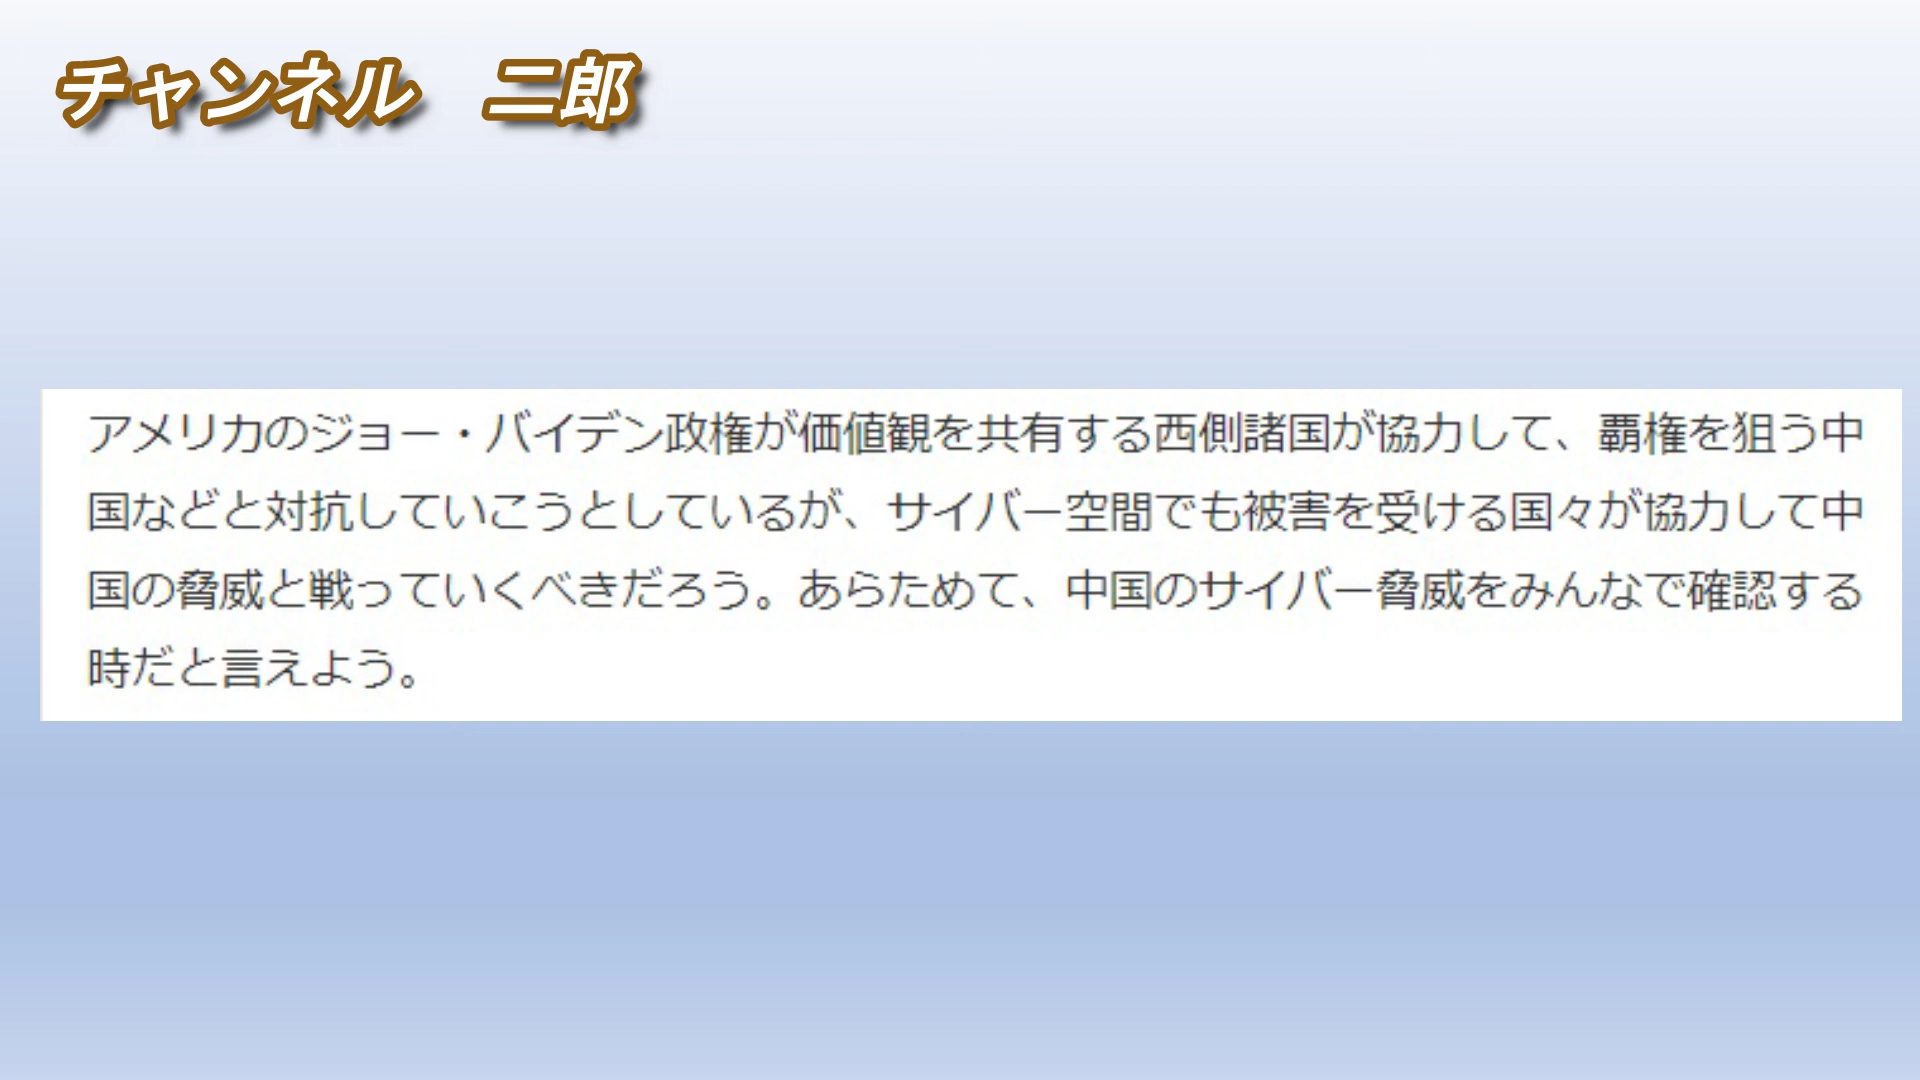 チャンネル　二郎
アメリカのジョー・バイデン政権が価値観を共有する西側諸国が協力して、覇権を狙う中
国などと対抗していこうとしているが、サイバー空間でも被害を受ける国々が協力して中
国の脅威と戦っていくべきだろう。あらためて、中国のサイバー脅威をみんなで確認する
時だと言えよう。